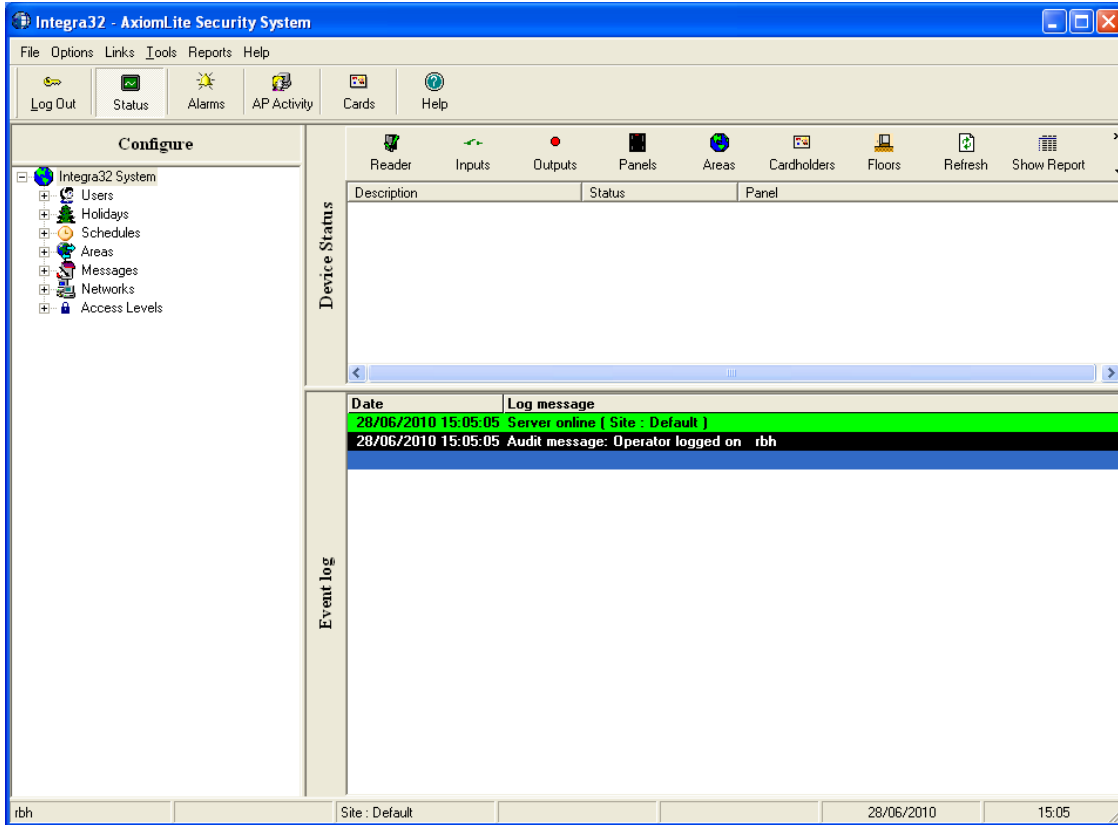 Integra32 - AxiomLite Security System
File Options Links Tools Reports Help
Log Out Status Alarms AP Activity Cards Help
Configure
Integra32 System
Users
Holidays
Schedules
Areas
Messages
Networks
Access Levels
Device Status
Reader Inputs Outputs Panels Areas Cardholders Floors Refresh Show Report
Description Status Panel
Event log
Date Log message
28/06/2010 15:05:05 Server online ( Site : Default )
28/06/2010 15:05:05 Audit message: Operator logged on rbh
rbh Site : Default 28/06/2010 15:05